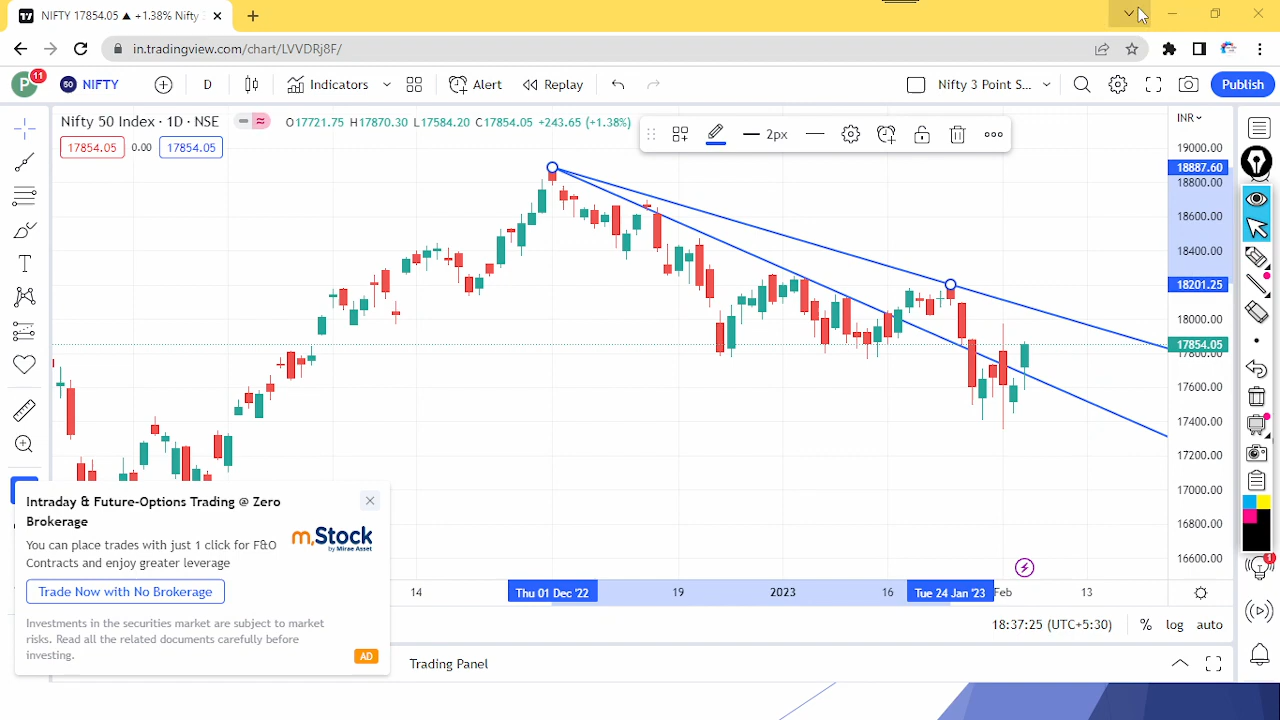 NIFTY 17854.05 ▲ +1.38% Nifty
in.tradingview.com/chart/LVVDRj8F/
P 11 50 NIFTY D Indicators Alert Replay Nifty 3 Point S... Publish
Nifty 50 Index · 1D · NSE O17721.75 H17870.30 L17584.20 C17854.05 +243.65 (+1.38%)
17854.05 0.00 17854.05
2px
INR
19000.00
18887.60
18800.00
18600.00
18400.00
18201.25
18000.00
17854.05
17800.00
17600.00
17400.00
17200.00
17000.00
16800.00
16600.00
Intraday & Future-Options Trading @ Zero
Brokerage
m.Stock
by Mirae Asset
You can place trades with just 1 click for F&O
Contracts and enjoy greater leverage
Trade Now with No Brokerage
Investments in the securities market are subject to market
risks. Read all the related documents carefully before
investing.
AD
14 Thu 01 Dec '22 19 2023 16 Tue 24 Jan '23 Feb 13
18:37:25 (UTC+5:30) % log auto
Trading Panel
1